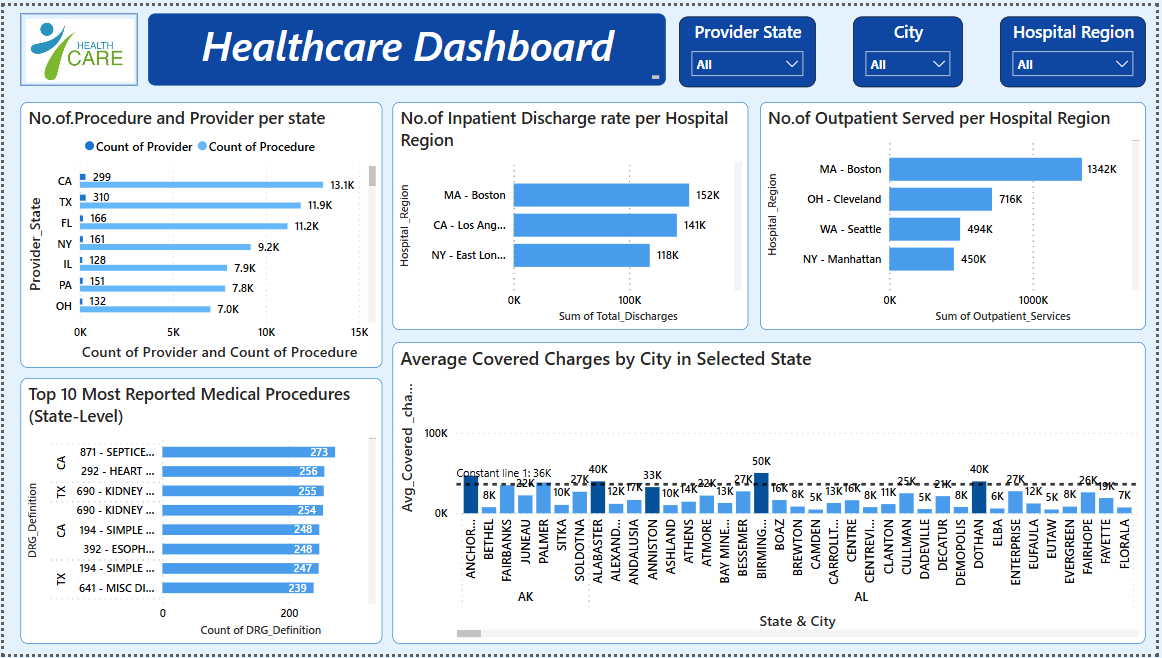 HEALTH
CARE
Healthcare Dashboard
Provider State
All
City
All
Hospital Region
All
No.of.Procedure and Provider per state
Count of Provider Count of Procedure
Provider_State
CA 299 13.1K
TX 310 11.9K
FL 166 11.2K
NY 161 9.2K
IL 128 7.9K
PA 151 7.8K
OH 132 7.0K
0K 5K 10K 15K
Count of Provider and Count of Procedure
No.of Inpatient Discharge rate per Hospital
Region
Hospital_Region
MA - Boston 152K
CA - Los Ang... 141K
NY - East Lon... 118K
0K 100K
Sum of Total_Discharges
No.of Outpatient Served per Hospital Region
Hospital_Region
MA - Boston 1342K
OH - Cleveland 716K
WA - Seattle 494K
NY - Manhattan 450K
0K 1000K
Sum of Outpatient_Services
Top 10 Most Reported Medical Procedures
(State-Level)
DRG_Definition
CA
871 - SEPTICE... 273
292 - HEART ... 256
TX
690 - KIDNEY ... 255
CA
690 - KIDNEY ... 254
194 - SIMPLE ... 248
392 - ESOPH... 248
TX
194 - SIMPLE ... 247
641 - MISC DI... 239
0 200
Count of DRG_Definition
Average Covered Charges by City in Selected State
Avg_Covered_cha...
100K
0K
Constant line 1: 36K
8K 22K 10K 27K 40K 12K 17K 33K 10K 14K 22K 13K 27K 50K 16K 8K 5K 13K 16K 8K 11K 25K 5K 21K 8K 40K 6K 27K 12K 5K 8K 26K 19K 7K
ANCHOR...
BETHEL
FAIRBANKS
JUNEAU
PALMER
SITKA
SOLDOTNA
ALABASTER
ALEXAND...
ANDALUSIA
ANNISTON
ASHLAND
ATHENS
ATMORE
BAY MINE...
BESSEMER
BIRMING...
BOAZ
BREWTON
CAMDEN
CARROLLT...
CENTRE
CENTREVI...
CLANTON
CULLMAN
DADEVILLE
DECATUR
DEMOPOLIS
DOTHAN
ELBA
ENTERPRISE
EUFAULA
EUTAW
EVERGREEN
FAIRHOPE
FAYETTE
FLORALA
AK AL
State & City